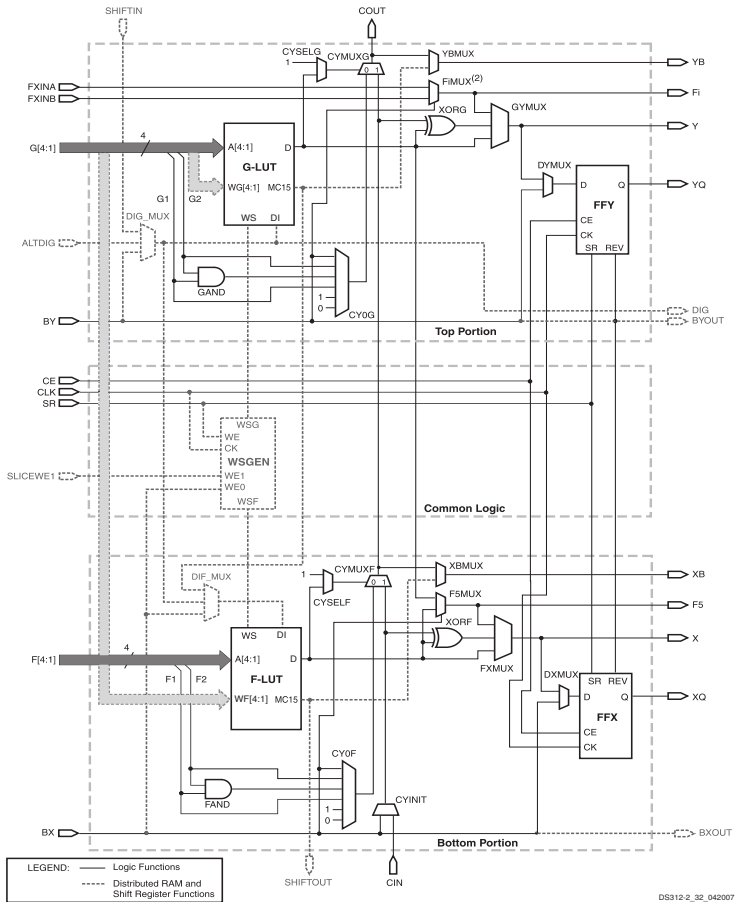 SHIFTIN
COUT
CYSELG
CYMUXG
YBMUX
1
0 1
YB
FXINA
FXINB
FiMUX(2)
Fi
XORG
GYMUX
Y
G[4:1]
4
A[4:1]
D
G-LUT
WG[4:1]
MC15
WS
DI
G1
G2
DYMUX
D
Q
YQ
FFY
CE
CK
SR
REV
DIG_MUX
ALTDIG
GAND
1
0
CY0G
DIG
BY
BYOUT
Top Portion
CE
CLK
SR
WSG
WE
CK
WSGEN
SLICEWE1
WE1
WE0
WSF
Common Logic
CYMUXF
XBMUX
1
0 1
XB
DIF_MUX
CYSELF
F5MUX
F5
XORF
WS
DI
X
F[4:1]
4
A[4:1]
D
F-LUT
FXMUX
F1
F2
WF[4:1]
MC15
DXMUX
SR
REV
D
Q
XQ
FFX
CE
CK
CY0F
FAND
1
0
CYINIT
BX
BXOUT
Bottom Portion
LEGEND:
Logic Functions
Distributed RAM and
Shift Register Functions
SHIFTOUT
CIN
DS312-2_32_042007